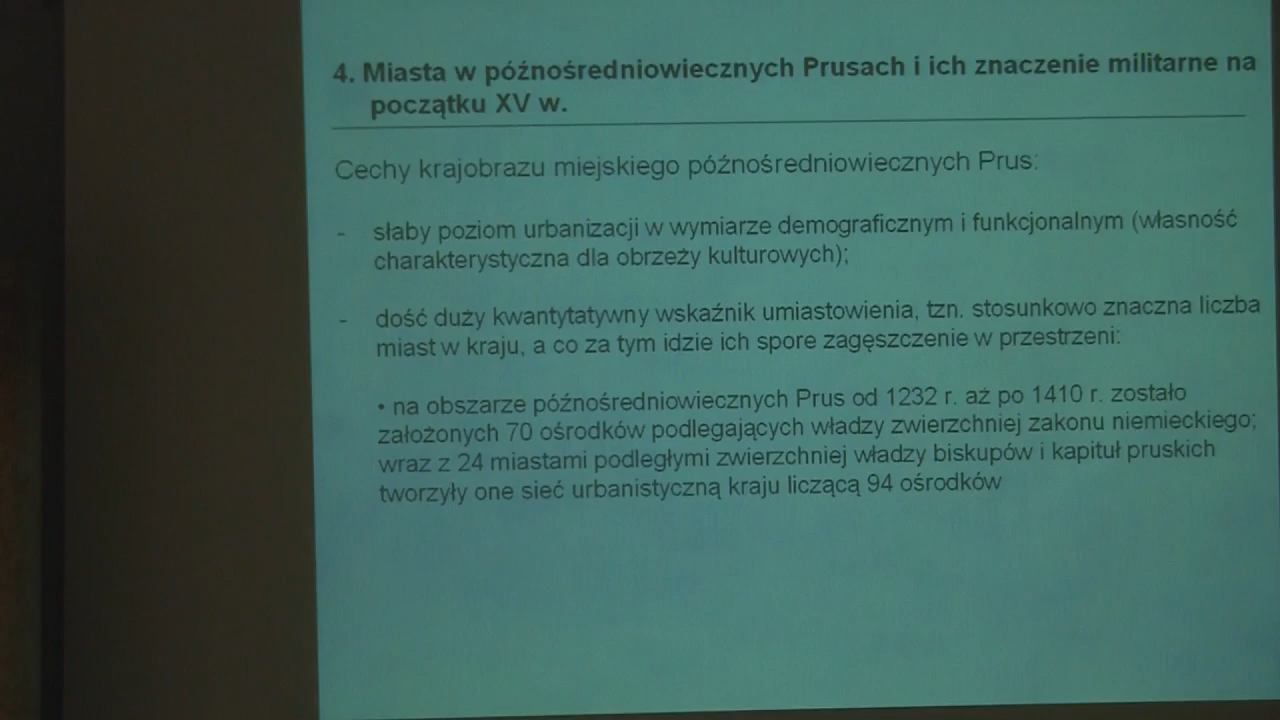 4. Miasta w późnośredniowiecznych Prusach i ich znaczenie militarne na
początku XV w.
Cechy krajobrazu miejskiego późnośredniowiecznych Prus:
- słaby poziom urbanizacji w wymiarze demograficznym i funkcjonalnym (własność
charakterystyczna dla obrzeży kulturowych);
- dość duży kwantytatywny wskaźnik umiastowienia, tzn. stosunkowo znaczna liczba
miast w kraju, a co za tym idzie ich spore zagęszczenie w przestrzeni:
• na obszarze późnośredniowiecznych Prus od 1232 r. aż po 1410 r. zostało
założonych 70 ośrodków podlegających władzy zwierzchniej zakonu niemieckiego;
wraz z 24 miastami podległymi zwierzchniej władzy biskupów i kapituł pruskich
tworzyły one sieć urbanistyczną kraju liczącą 94 ośrodków